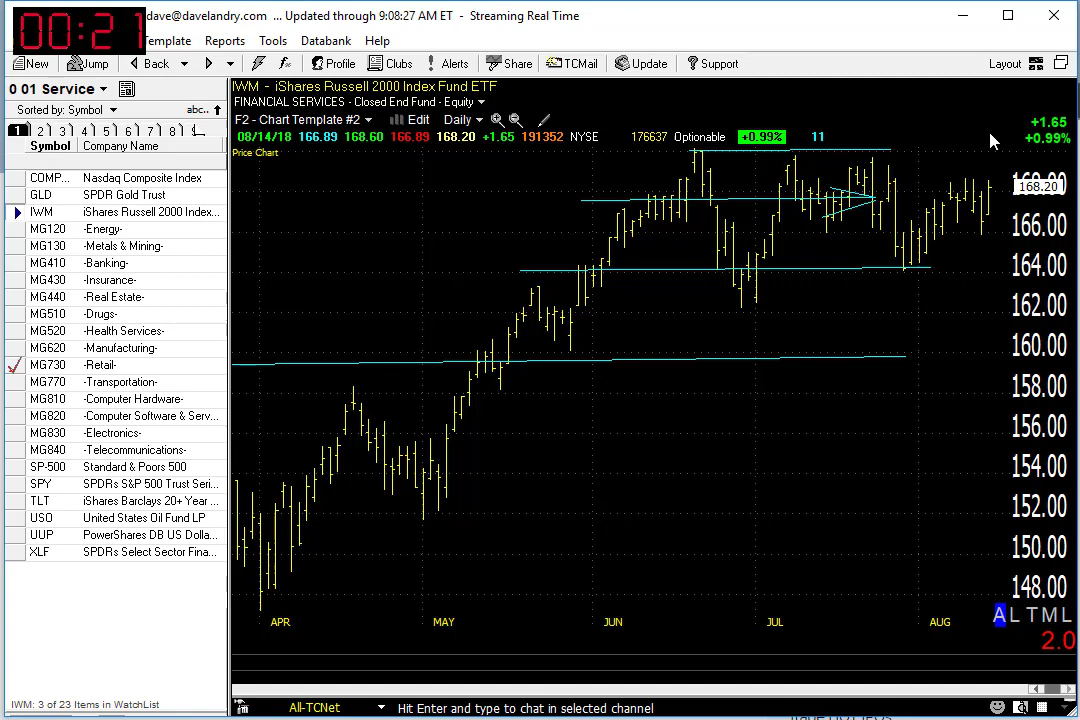 00:21
dave@davelandry.com ... Updated through 9:08:27 AM ET - Streaming Real Time
Template Reports Tools Databank Help
New Jump Back Profile Clubs Alerts Share TCMail Update Support Layout
0 01 Service
Sorted by: Symbol abc..
1 2 3 4 5 6 7 8
Symbol Company Name
COMP... Nasdaq Composite Index
GLD SPDR Gold Trust
IWM iShares Russell 2000 Index...
MG120 -Energy-
MG130 -Metals & Mining-
MG410 -Banking-
MG430 -Insurance-
MG440 -Real Estate-
MG510 -Drugs-
MG520 -Health Services-
MG620 -Manufacturing-
MG730 -Retail-
MG770 -Transportation-
MG810 -Computer Hardware-
MG820 -Computer Software & Serv...
MG830 -Electronics-
MG840 -Telecommunications-
SP-500 Standard & Poors 500
SPY SPDRs S&P 500 Trust Seri...
TLT iShares Barclays 20+ Year ...
USO United States Oil Fund LP
UUP PowerShares DB US Dolla...
XLF SPDRs Select Sector Fina...
IWM: 3 of 23 Items in WatchList
IWM - iShares Russell 2000 Index Fund ETF
FINANCIAL SERVICES - Closed End Fund - Equity
F2 - Chart Template #2 Edit Daily
08/14/18 166.89 168.60 166.89 168.20 +1.65 191352 NYSE 176637 Optionable +0.99% 11
+1.65
+0.99%
Price Chart
168.20
166.00
164.00
162.00
160.00
158.00
156.00
154.00
152.00
150.00
148.00
APR MAY JUN JUL AUG
A L T M L
2.0
All-TCNet Hit Enter and type to chat in selected channel